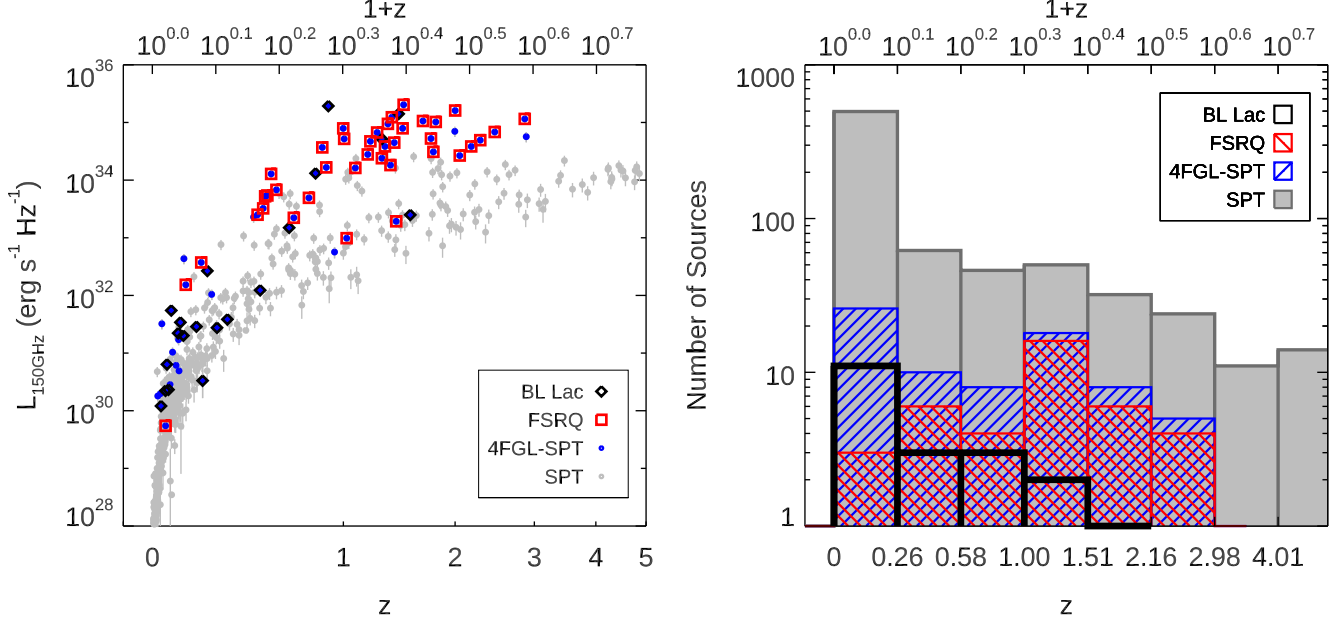 1+z
10^0.0 10^0.1 10^0.2 10^0.3 10^0.4 10^0.5 10^0.6 10^0.7
10^36
10^34
10^32
10^30
10^28
L_150GHz (erg s^-1 Hz^-1)
BL Lac
FSRQ
4FGL-SPT
SPT
0 1 2 3 4 5
z
1+z
10^0.0 10^0.1 10^0.2 10^0.3 10^0.4 10^0.5 10^0.6 10^0.7
1000
100
10
1
Number of Sources
BL Lac
FSRQ
4FGL-SPT
SPT
0 0.26 0.58 1.00 1.51 2.16 2.98 4.01
z